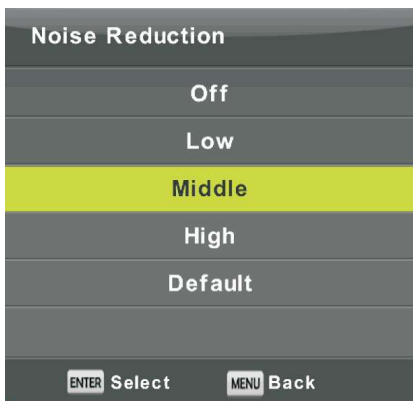 Noise Reduction
Off
Low
Middle
High
Default
ENTER Select MENU Back